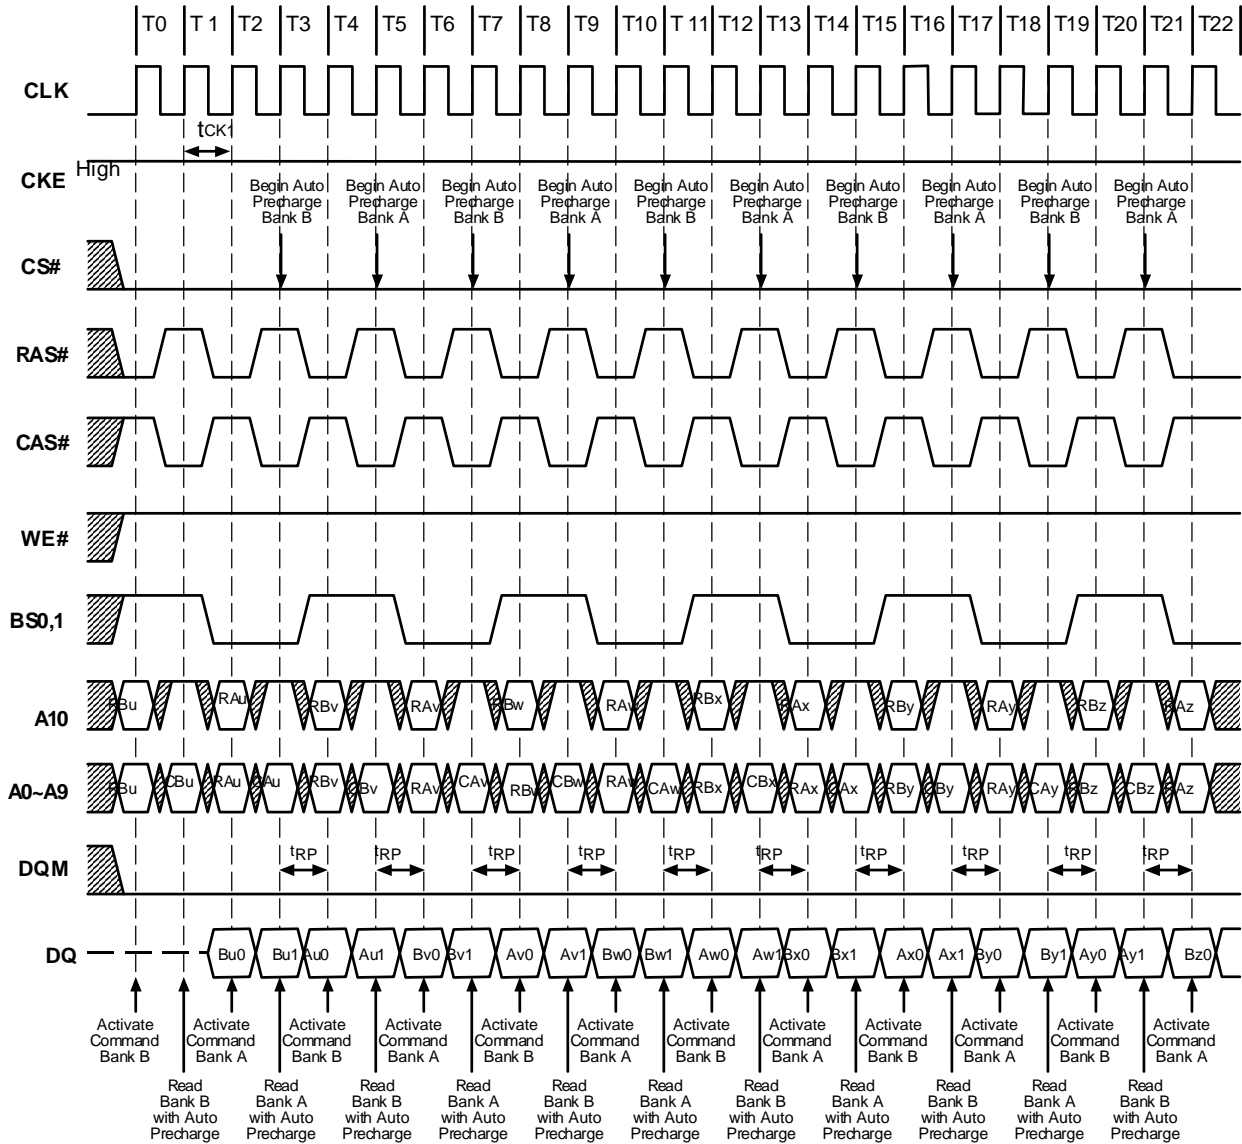 T0 T 1 T2 T3 T4 T5 T6 T7 T8 T9 T10 T 11 T12 T13 T14 T15 T16 T17 T18 T19 T20 T21 T22
CLK
tCK1
High
CKE
Begin Auto Begin Auto Begin Auto Begin Auto Begin Auto Begin Auto Begin Auto Begin Auto Begin Auto Begin Auto
Precharge Precharge Precharge Precharge Precharge Precharge Precharge Precharge Precharge Precharge
Bank B Bank A Bank B Bank A Bank B Bank A Bank B Bank A Bank B Bank A
CS#
RAS#
CAS#
WE#
BS0,1
A10 RBu RAu RBv RAv RBw RAw RBx RAx RBy RAy RBz RAz
A0~A9 RBu CBu RAu CAu RBv CBv RAv CAv RBw CBw RAw CAw RBx CBx RAx CAx RBy CBy RAy CAy RBz CBz RAz
DQM tRP tRP tRP tRP tRP tRP tRP tRP tRP tRP
DQ Bu0 Bu1 Au0 Au1 Bv0 Bv1 Av0 Av1 Bw0 Bw1 Aw0 Aw1 Bx0 Bx1 Ax0 Ax1 By0 By1 Ay0 Ay1 Bz0
Activate Activate Activate Activate Activate Activate Activate Activate Activate Activate Activate Activate
Command Command Command Command Command Command Command Command Command Command Command Command
Bank B Bank A Bank B Bank A Bank B Bank A Bank B Bank A Bank B Bank A Bank B Bank A
Read Read Read Read Read Read Read Read Read Read Read
Bank B Bank A Bank B Bank A Bank B Bank A Bank B Bank A Bank B Bank A Bank B
with Auto with Auto with Auto with Auto with Auto with Auto with Auto with Auto with Auto with Auto with Auto
Precharge Precharge Precharge Precharge Precharge Precharge Precharge Precharge Precharge Precharge Precharge